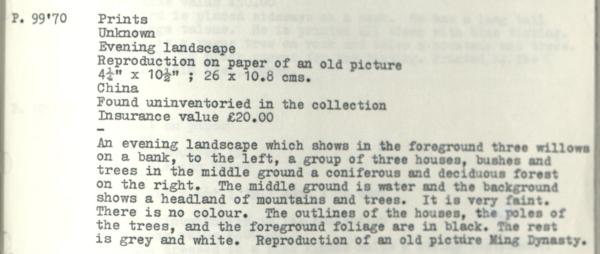 P. 99'70 Prints
Unknown
Evening landscape
Reproduction on paper of an old picture
4¼" x 10½" ; 26 x 10.8 cms.
China
Found uninventoried in the collection
Insurance value £20.00
-
An evening landscape which shows in the foreground three willows
on a bank, to the left, a group of three houses, bushes and
trees in the middle ground a coniferous and deciduous forest
on the right. The middle ground is water and the background
shows a headland of mountains and trees. It is very faint.
There is no colour. The outlines of the houses, the poles of
the trees, and the foreground foliage are in black. The rest
is grey and white. Reproduction of an old picture Ming Dynasty.